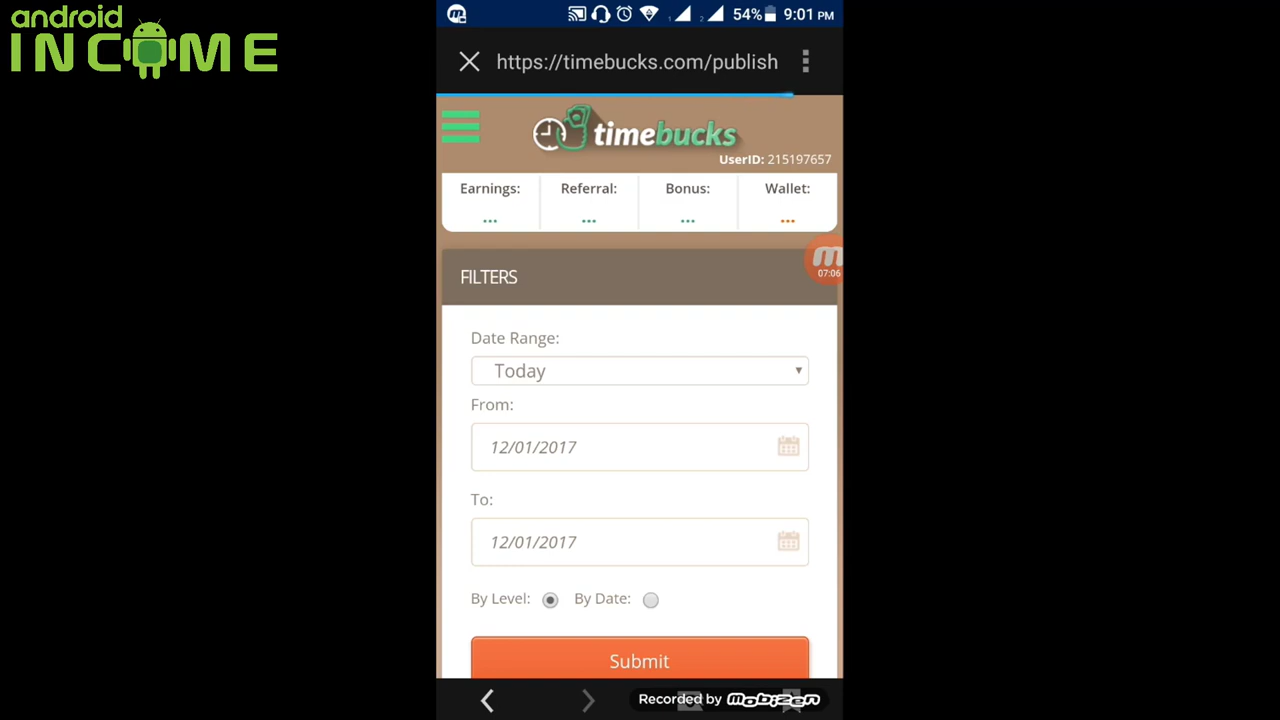 android
INCOME
54% 9:01 PM
https://timebucks.com/publish
timebucks
UserID: 215197657
Earnings: Referral: Bonus: Wallet:
... ... ... ...
07:06
FILTERS
Date Range:
Today
From:
12/01/2017
To:
12/01/2017
By Level: By Date:
Submit
Recorded by mobizen